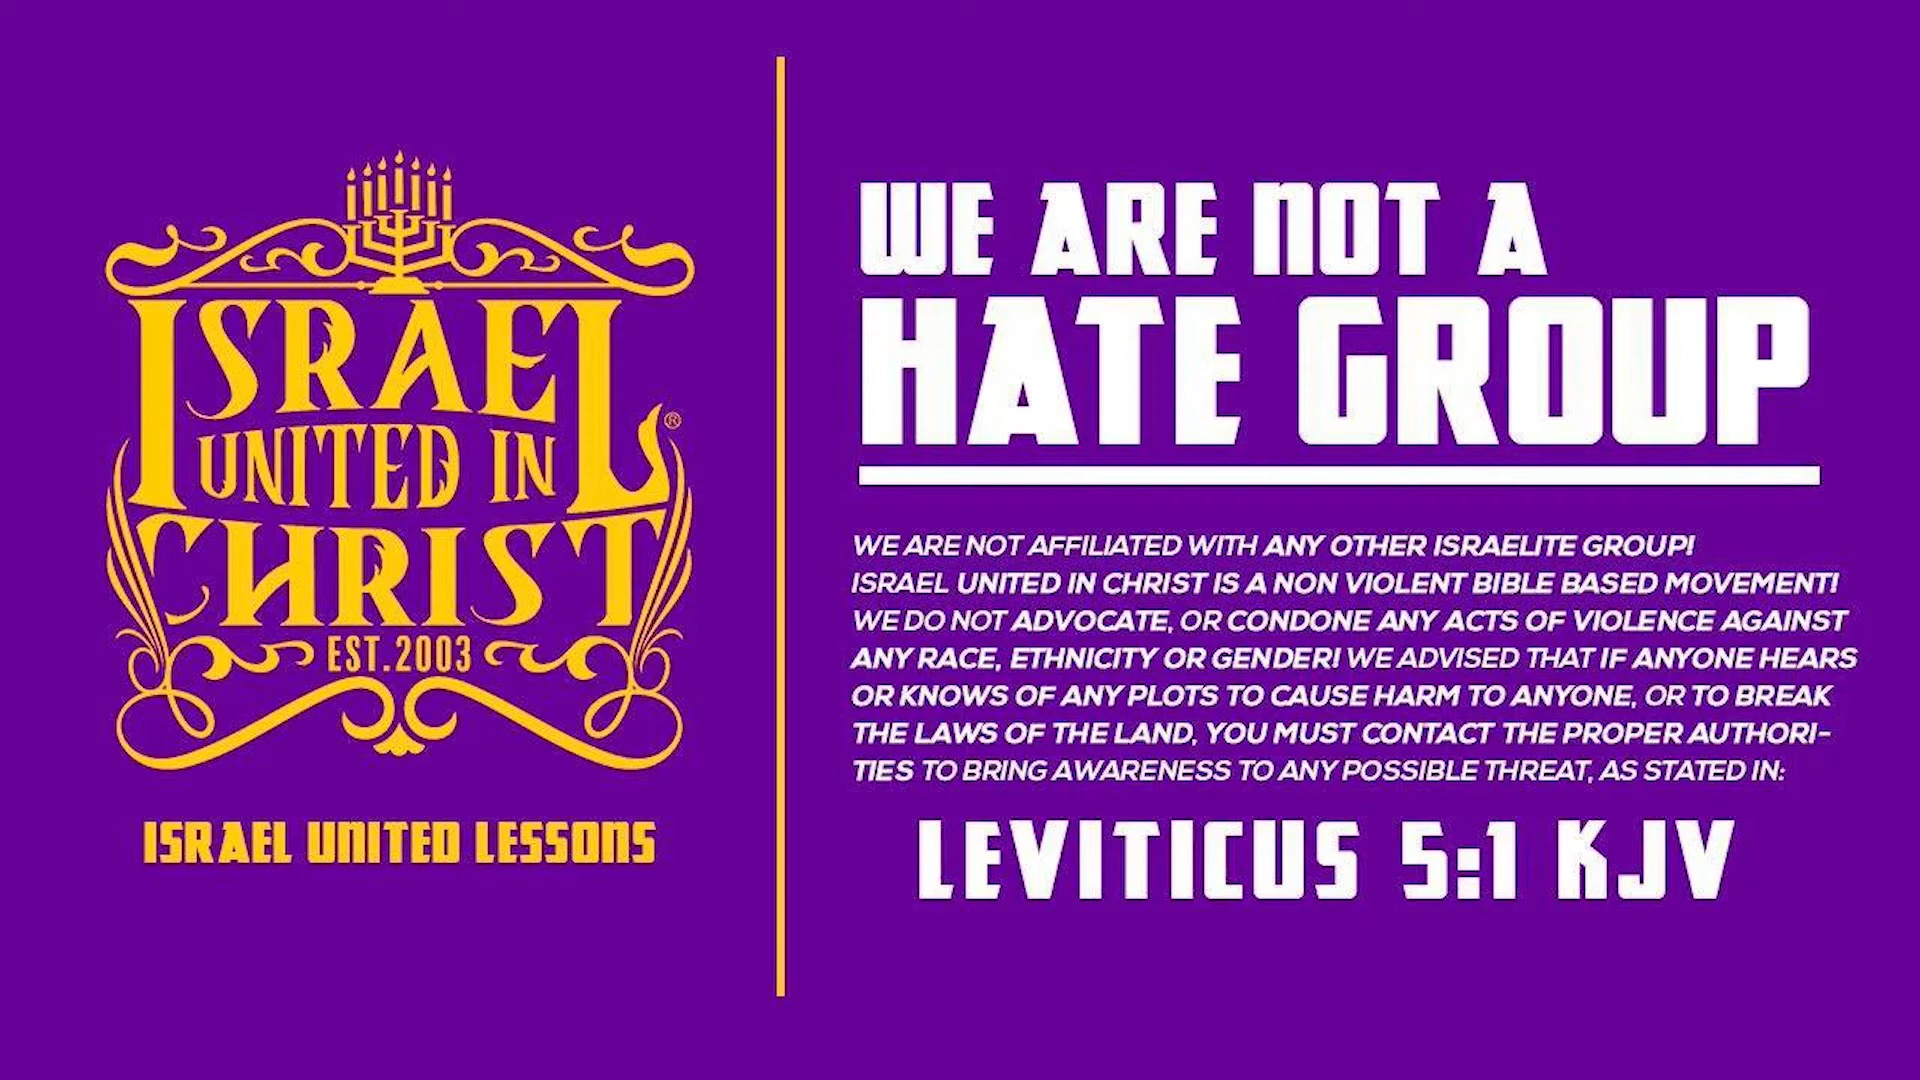 ISRAEL
UNITED IN
CHRIST
®
EST. 2003
ISRAEL UNITED LESSONS
WE ARE NOT A
HATE GROUP
WE ARE NOT AFFILIATED WITH ANY OTHER ISRAELITE GROUP!
ISRAEL UNITED IN CHRIST IS A NON VIOLENT BIBLE BASED MOVEMENT!
WE DO NOT ADVOCATE, OR CONDONE ANY ACTS OF VIOLENCE AGAINST
ANY RACE, ETHNICITY OR GENDER! WE ADVISED THAT IF ANYONE HEARS
OR KNOWS OF ANY PLOTS TO CAUSE HARM TO ANYONE, OR TO BREAK
THE LAWS OF THE LAND, YOU MUST CONTACT THE PROPER AUTHORI-
TIES TO BRING AWARENESS TO ANY POSSIBLE THREAT, AS STATED IN:
LEVITICUS 5:1 KJV